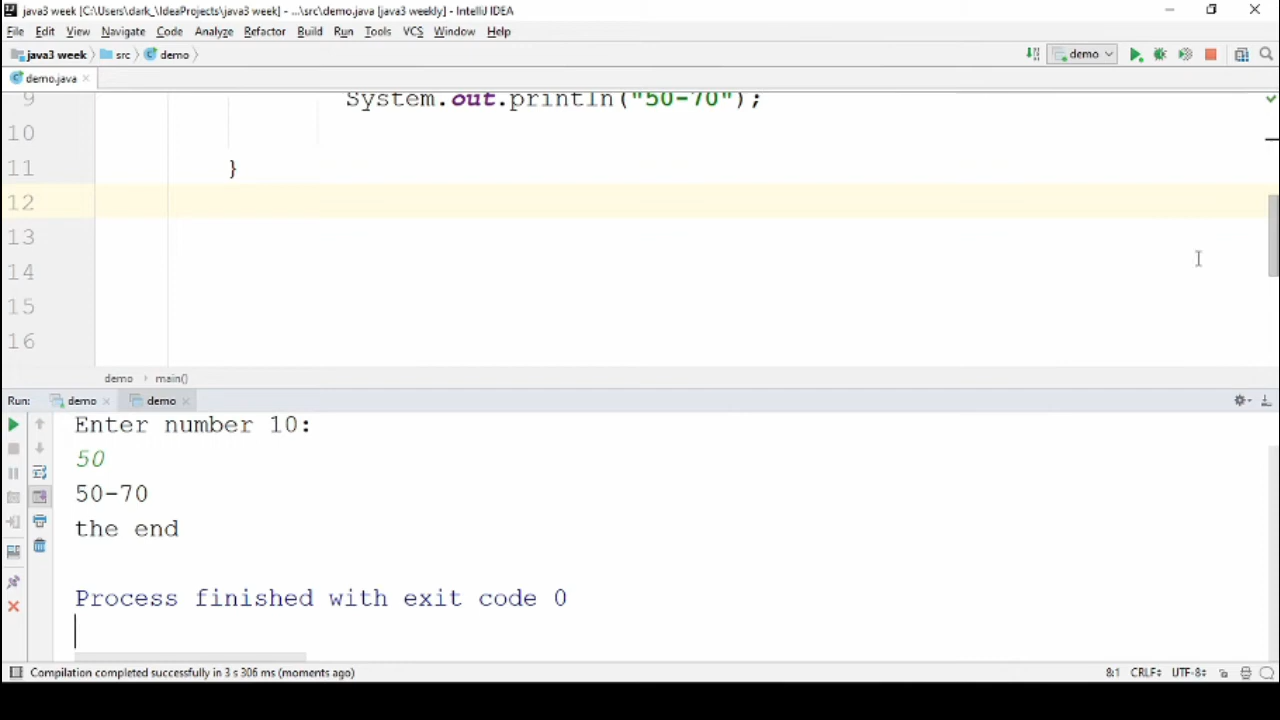 java3 week [C:\Users\dark_\IdeaProjects\java3 week] - ...\src\demo.java [java3 weekly] - IntelliJ IDEA
File Edit View Navigate Code Analyze Refactor Build Run Tools VCS Window Help
java3 week src demo demo
demo.java
9 System.out.println("50-70");
10
11 }
12
13
14
15
16
demo main()
Run: demo demo
Enter number 10:
50
50-70
the end
Process finished with exit code 0
Compilation completed successfully in 3 s 306 ms (moments ago) 8:1 CRLF UTF-8